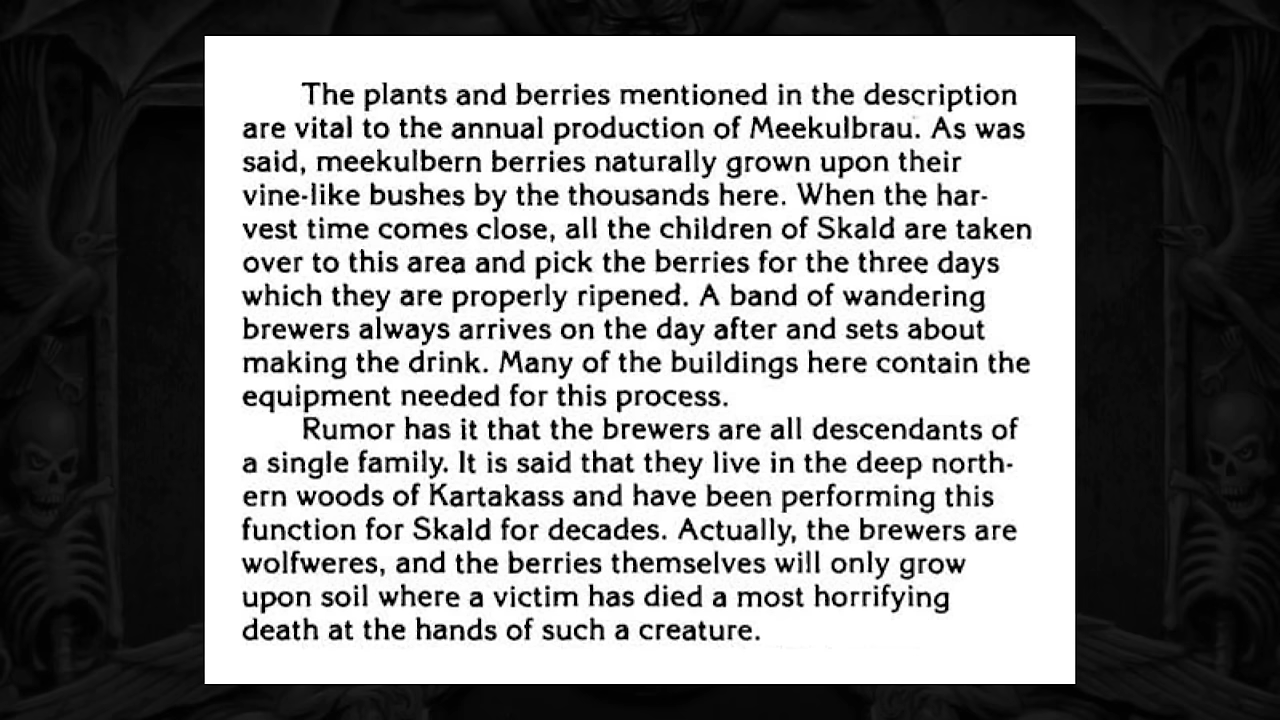 The plants and berries mentioned in the description
are vital to the annual production of Meekulbrau. As was
said, meekulbern berries naturally grown upon their
vine-like bushes by the thousands here. When the har-
vest time comes close, all the children of Skald are taken
over to this area and pick the berries for the three days
which they are properly ripened. A band of wandering
brewers always arrives on the day after and sets about
making the drink. Many of the buildings here contain the
equipment needed for this process.
Rumor has it that the brewers are all descendants of
a single family. It is said that they live in the deep north-
ern woods of Kartakass and have been performing this
function for Skald for decades. Actually, the brewers are
wolfweres, and the berries themselves will only grow
upon soil where a victim has died a most horrifying
death at the hands of such a creature.